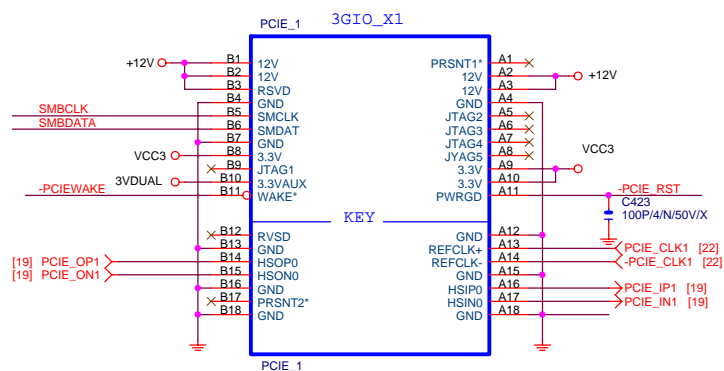 3GIO_X1
PCIE_1
+12V B1 12V PRSNT1* A1
B2 12V 12V A2 +12V
B3 RSVD 12V A3
B4 GND GND A4
SMBCLK B5 SMCLK JTAG2 A5
SMBDATA B6 SMDAT JTAG3 A6
B7 GND JTAG4 A7
VCC3 B8 3.3V JYAG5 A8 VCC3
B9 JTAG1 3.3V A9
3VDUAL B10 3.3VAUX 3.3V A10
-PCIEWAKE B11 WAKE* PWRGD A11 -PCIE_RST
C423
100P/4/N/50V/X
KEY
B12 RVSD GND A12
B13 GND REFCLK+ A13 PCIE_CLK1 [22]
[19] PCIE_OP1 B14 HSOP0 REFCLK- A14 -PCIE_CLK1 [22]
[19] PCIE_ON1 B15 HSON0 GND A15
B16 GND HSIP0 A16 PCIE_IP1 [19]
B17 PRSNT2* HSIN0 A17 PCIE_IN1 [19]
B18 GND GND A18
PCIE_1